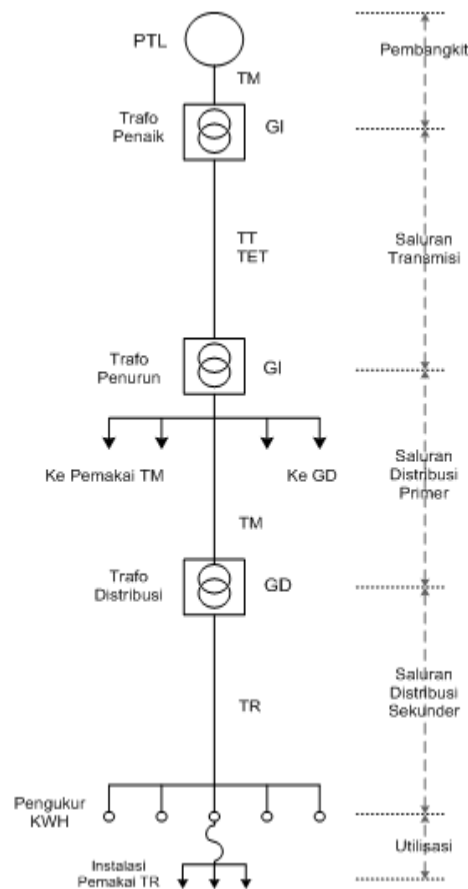 PTL
Pembangkit
TM
Trafo
Penaik
GI
TT
TET
Saluran
Transmisi
Trafo
Penurun
GI
Ke Pemakai TM
Ke GD
Saluran
Distribusi
Primer
TM
Trafo
Distribusi
GD
TR
Saluran
Distribusi
Sekunder
Pengukur
KWH
Utilisasi
Instalasi
Pemakai TR